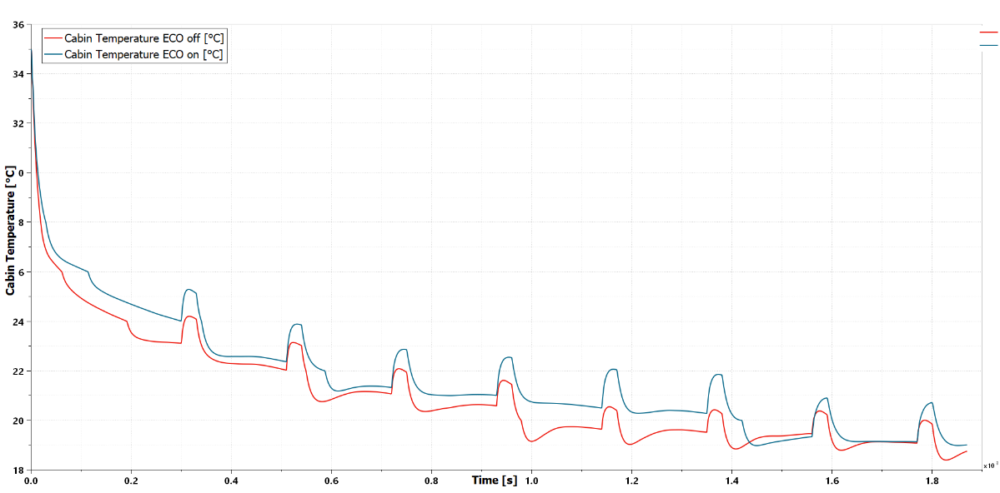 36
Cabin Temperature ECO off [°C]
Cabin Temperature ECO on [°C]
34
32
0
8
6
24
22
20
18
Cabin Temperature [°C]
0.0 0.2 0.4 0.6 0.8 1.0 1.2 1.4 1.6 1.8
Time [s]